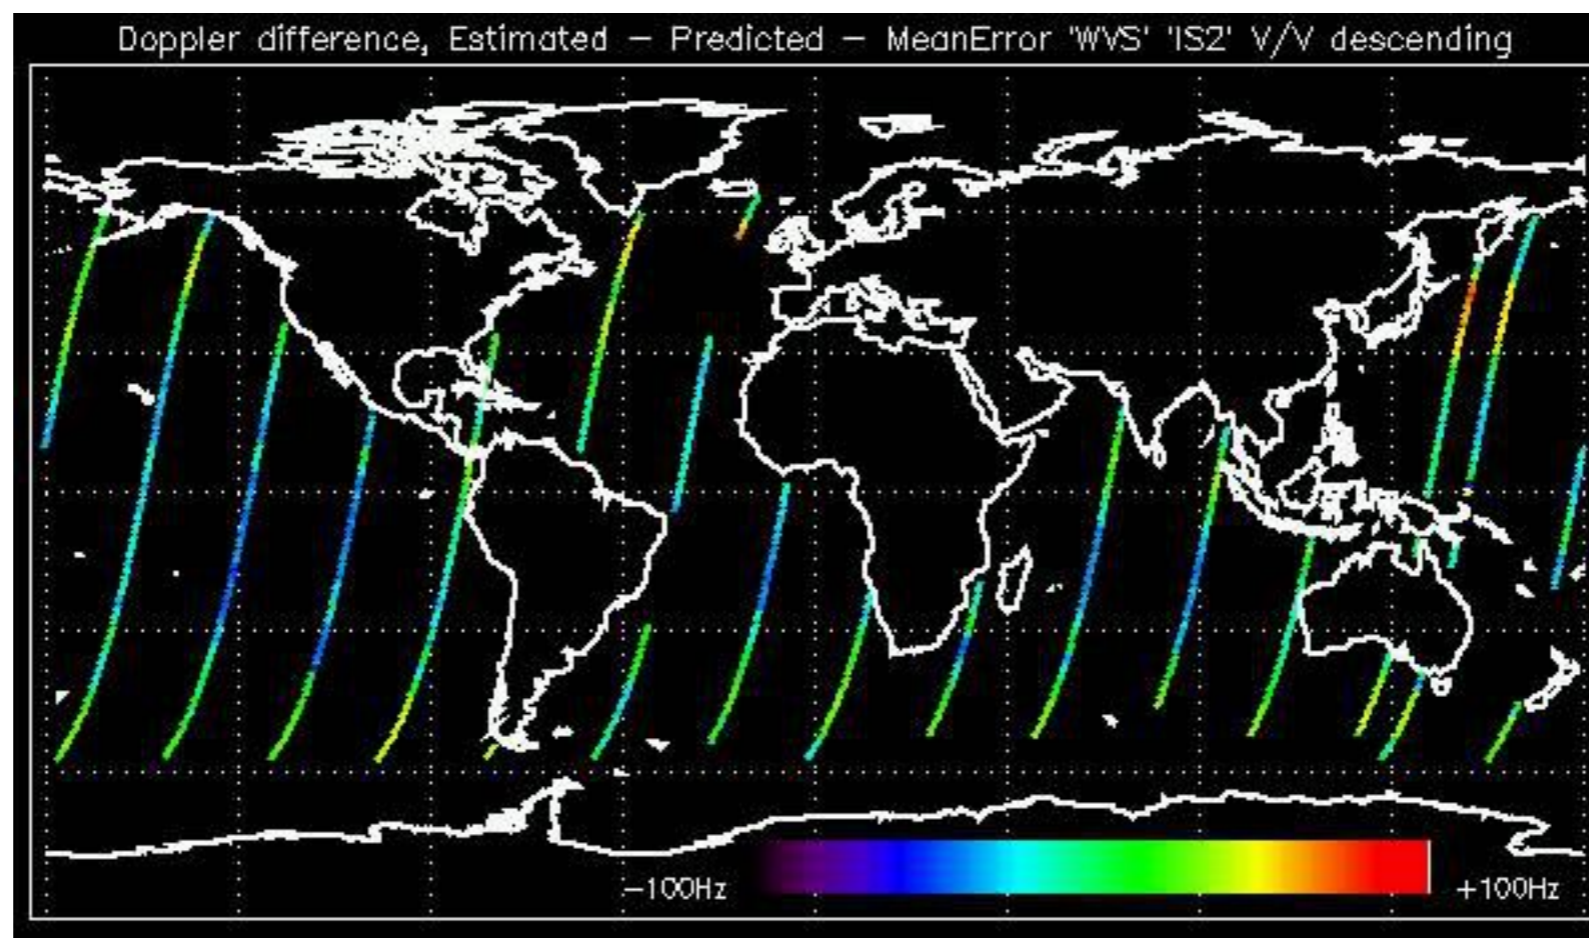 Doppler difference, Estimated - Predicted - MeanError 'WVS' 'IS2' V/V descending
-100Hz +100Hz